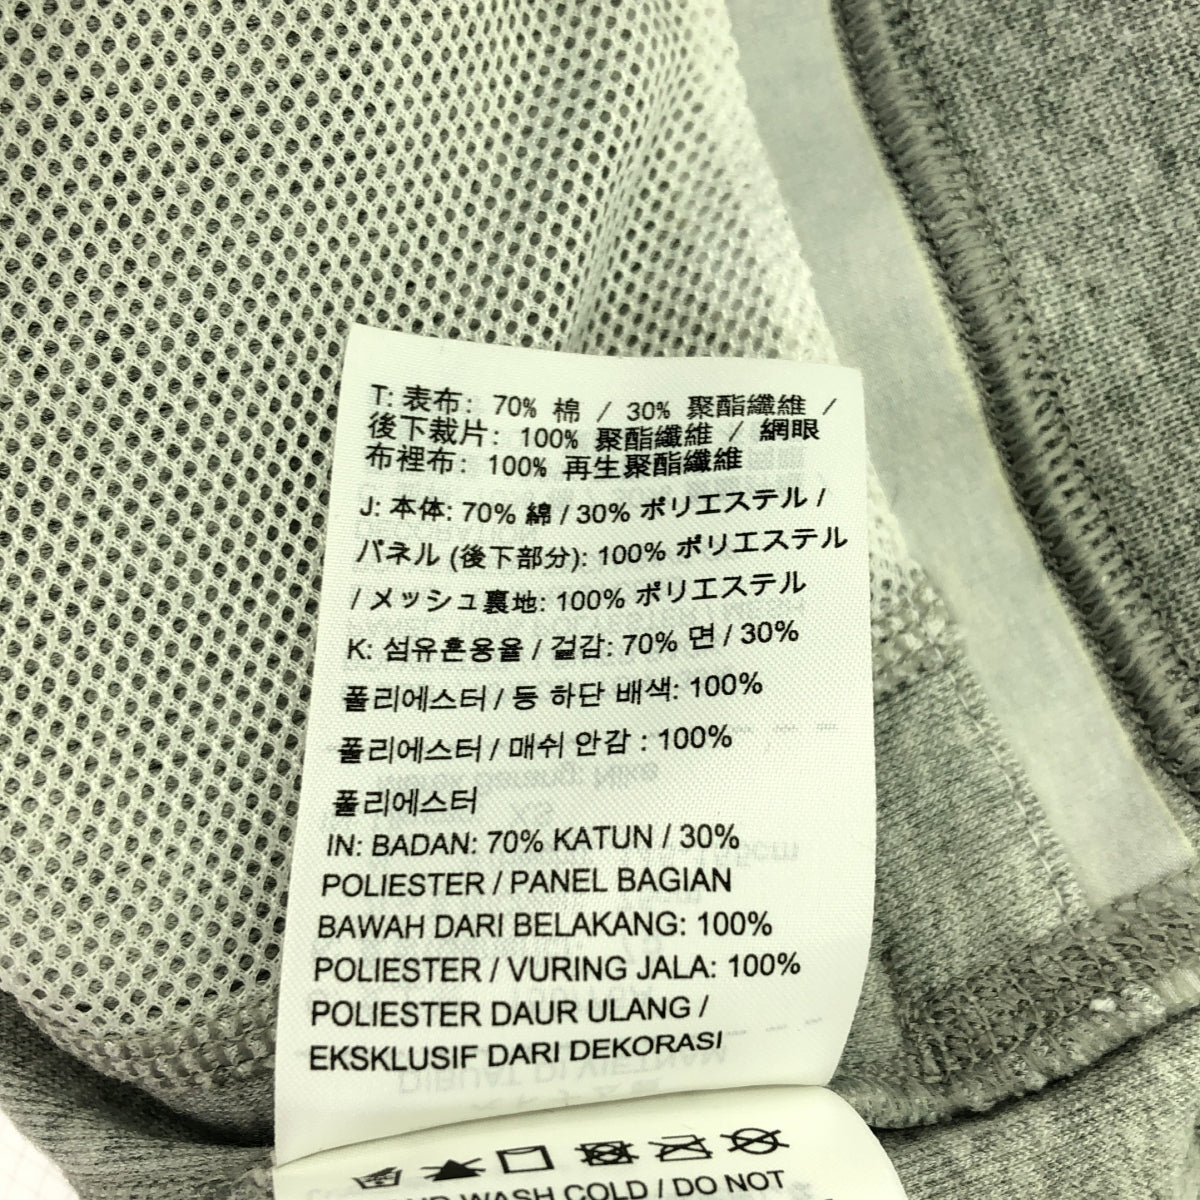 T: 表布: 70% 棉 / 30% 聚酯纖維 /
後下裁片: 100% 聚酯纖維 / 網眼
布裡布: 100% 再生聚酯纖維
J: 本体: 70% 綿 / 30% ポリエステル /
パネル (後下部分): 100% ポリエステル
/ メッシュ裏地: 100% ポリエステル
K: 섬유혼용율 / 겉감: 70% 면 / 30%
폴리에스터 / 등 하단 배색: 100%
폴리에스터 / 매쉬 안감 : 100%
폴리에스터
IN: BADAN: 70% KATUN / 30%
POLIESTER / PANEL BAGIAN
BAWAH DARI BELAKANG: 100%
POLIESTER / VURING JALA: 100%
POLIESTER DAUR ULANG /
EKSKLUSIF DARI DEKORASI
WASH COLD / DO NOT